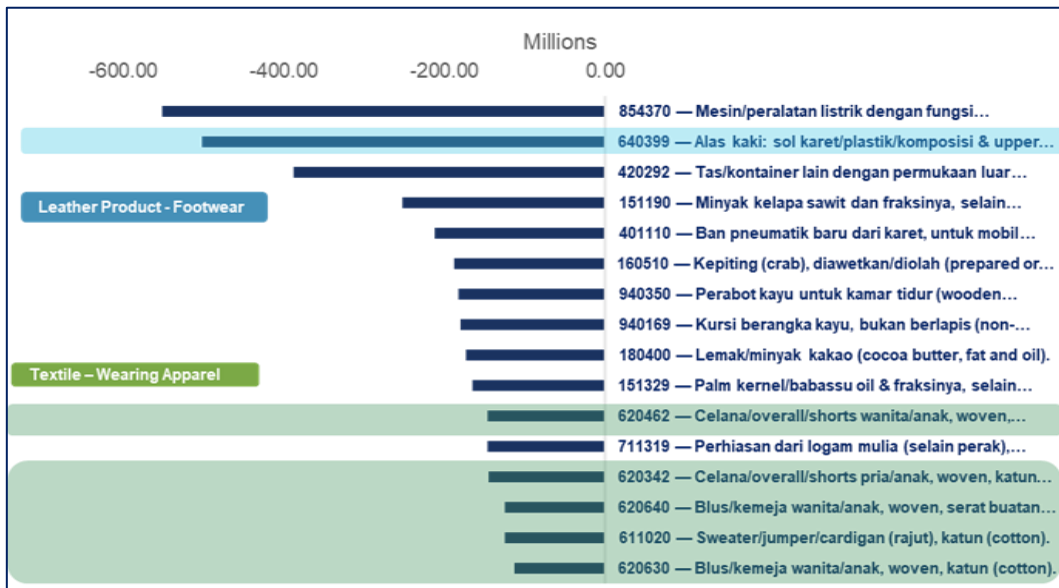 Millions
-600.00 -400.00 -200.00 0.00
854370 — Mesin/peralatan listrik dengan fungsi…
640399 — Alas kaki: sol karet/plastik/komposisi & upper…
420292 — Tas/kontainer lain dengan permukaan luar…
Leather Product - Footwear
151190 — Minyak kelapa sawit dan fraksinya, selain…
401110 — Ban pneumatik baru dari karet, untuk mobil…
160510 — Kepiting (crab), diawetkan/diolah (prepared or…
940350 — Perabot kayu untuk kamar tidur (wooden…
940169 — Kursi berangka kayu, bukan berlapis (non-…
180400 — Lemak/minyak kakao (cocoa butter, fat and oil).
Textile – Wearing Apparel
151329 — Palm kernel/babassu oil & fraksinya, selain…
620462 — Celana/overall/shorts wanita/anak, woven,…
711319 — Perhiasan dari logam mulia (selain perak),…
620342 — Celana/overall/shorts pria/anak, woven, katun…
620640 — Blus/kemeja wanita/anak, woven, serat buatan…
611020 — Sweater/jumper/cardigan (rajut), katun (cotton).
620630 — Blus/kemeja wanita/anak, woven, katun (cotton).